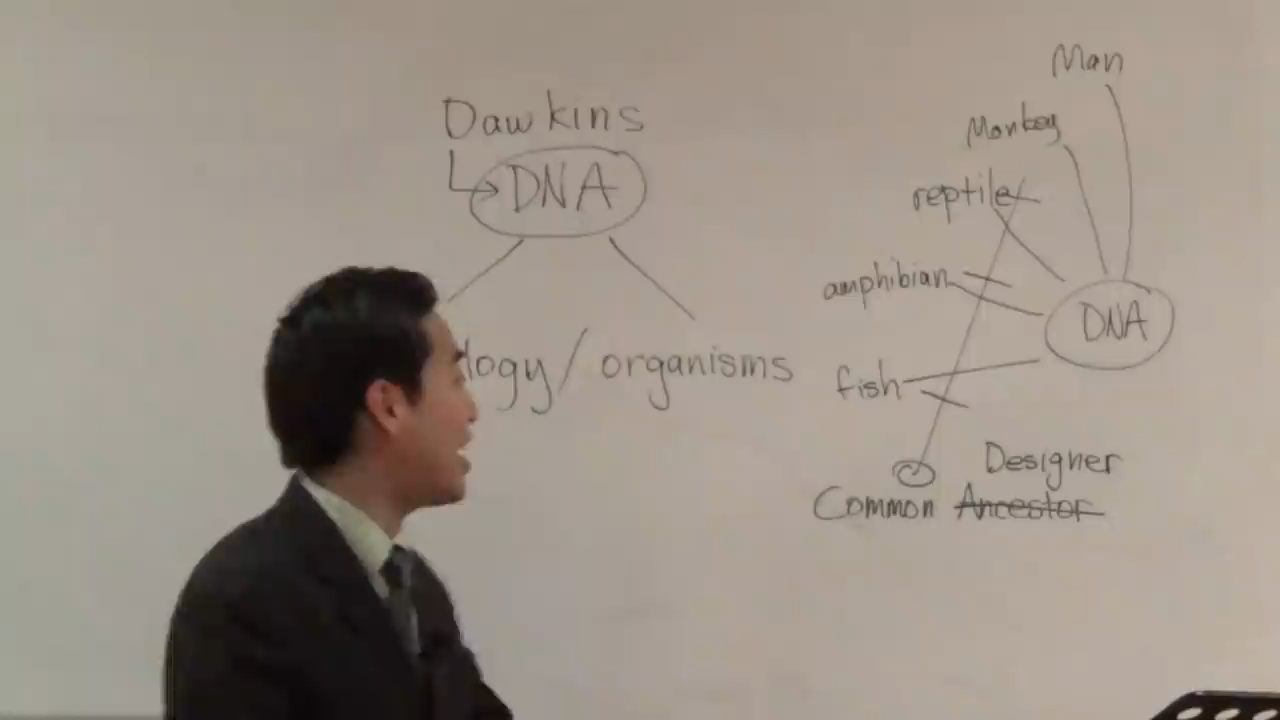 Dawkins
DNA
logy/organisms
Man
Monkey
reptile
amphibian
fish
DNA
Designer
Common Ancestor